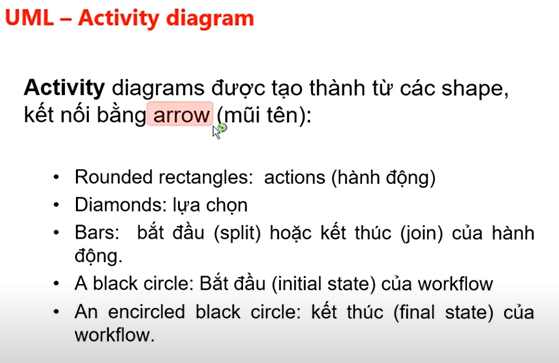 UML – Activity diagram
Activity diagrams được tạo thành từ các shape,
kết nối bằng arrow (mũi tên):
• Rounded rectangles: actions (hành động)
• Diamonds: lựa chọn
• Bars: bắt đầu (split) hoặc kết thúc (join) của hành
động.
• A black circle: Bắt đầu (initial state) của workflow
• An encircled black circle: kết thúc (final state) của
workflow.